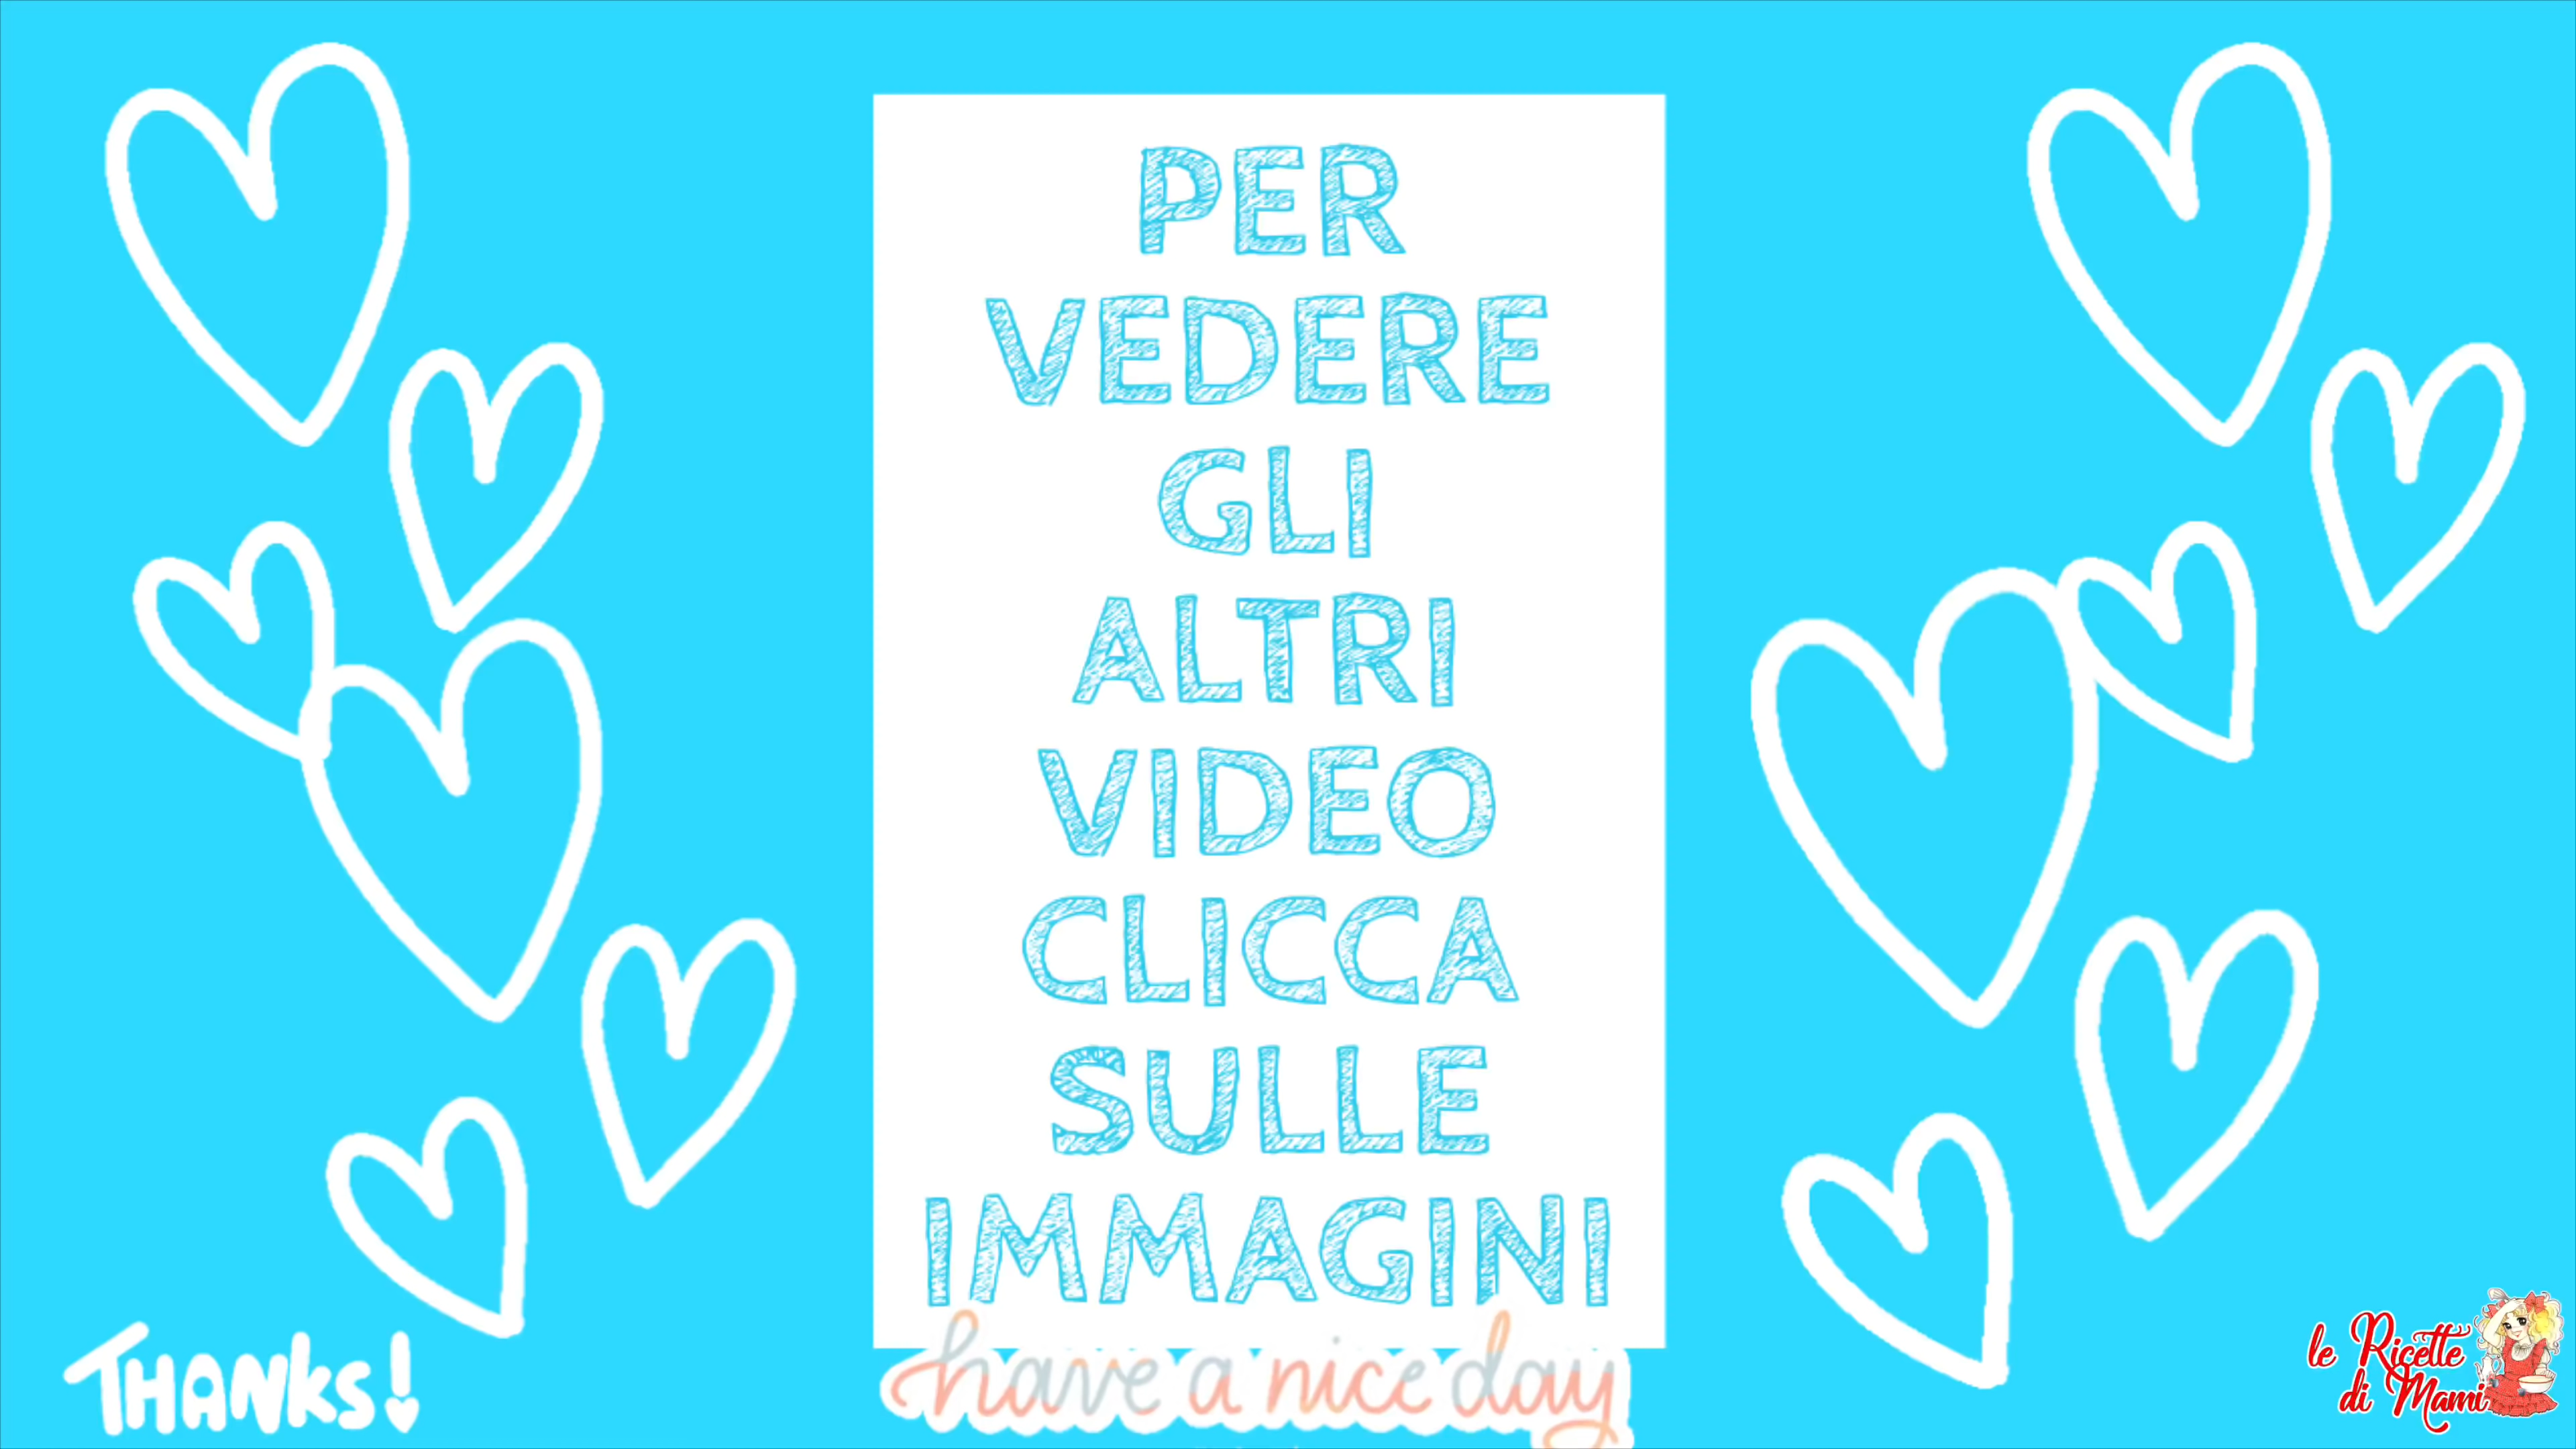 PER
VEDERE
GLI
ALTRI
VIDEO
CLICCA
SULLE
IMMAGINI
have a nice day
THANKS!
le Ricette
di Mami